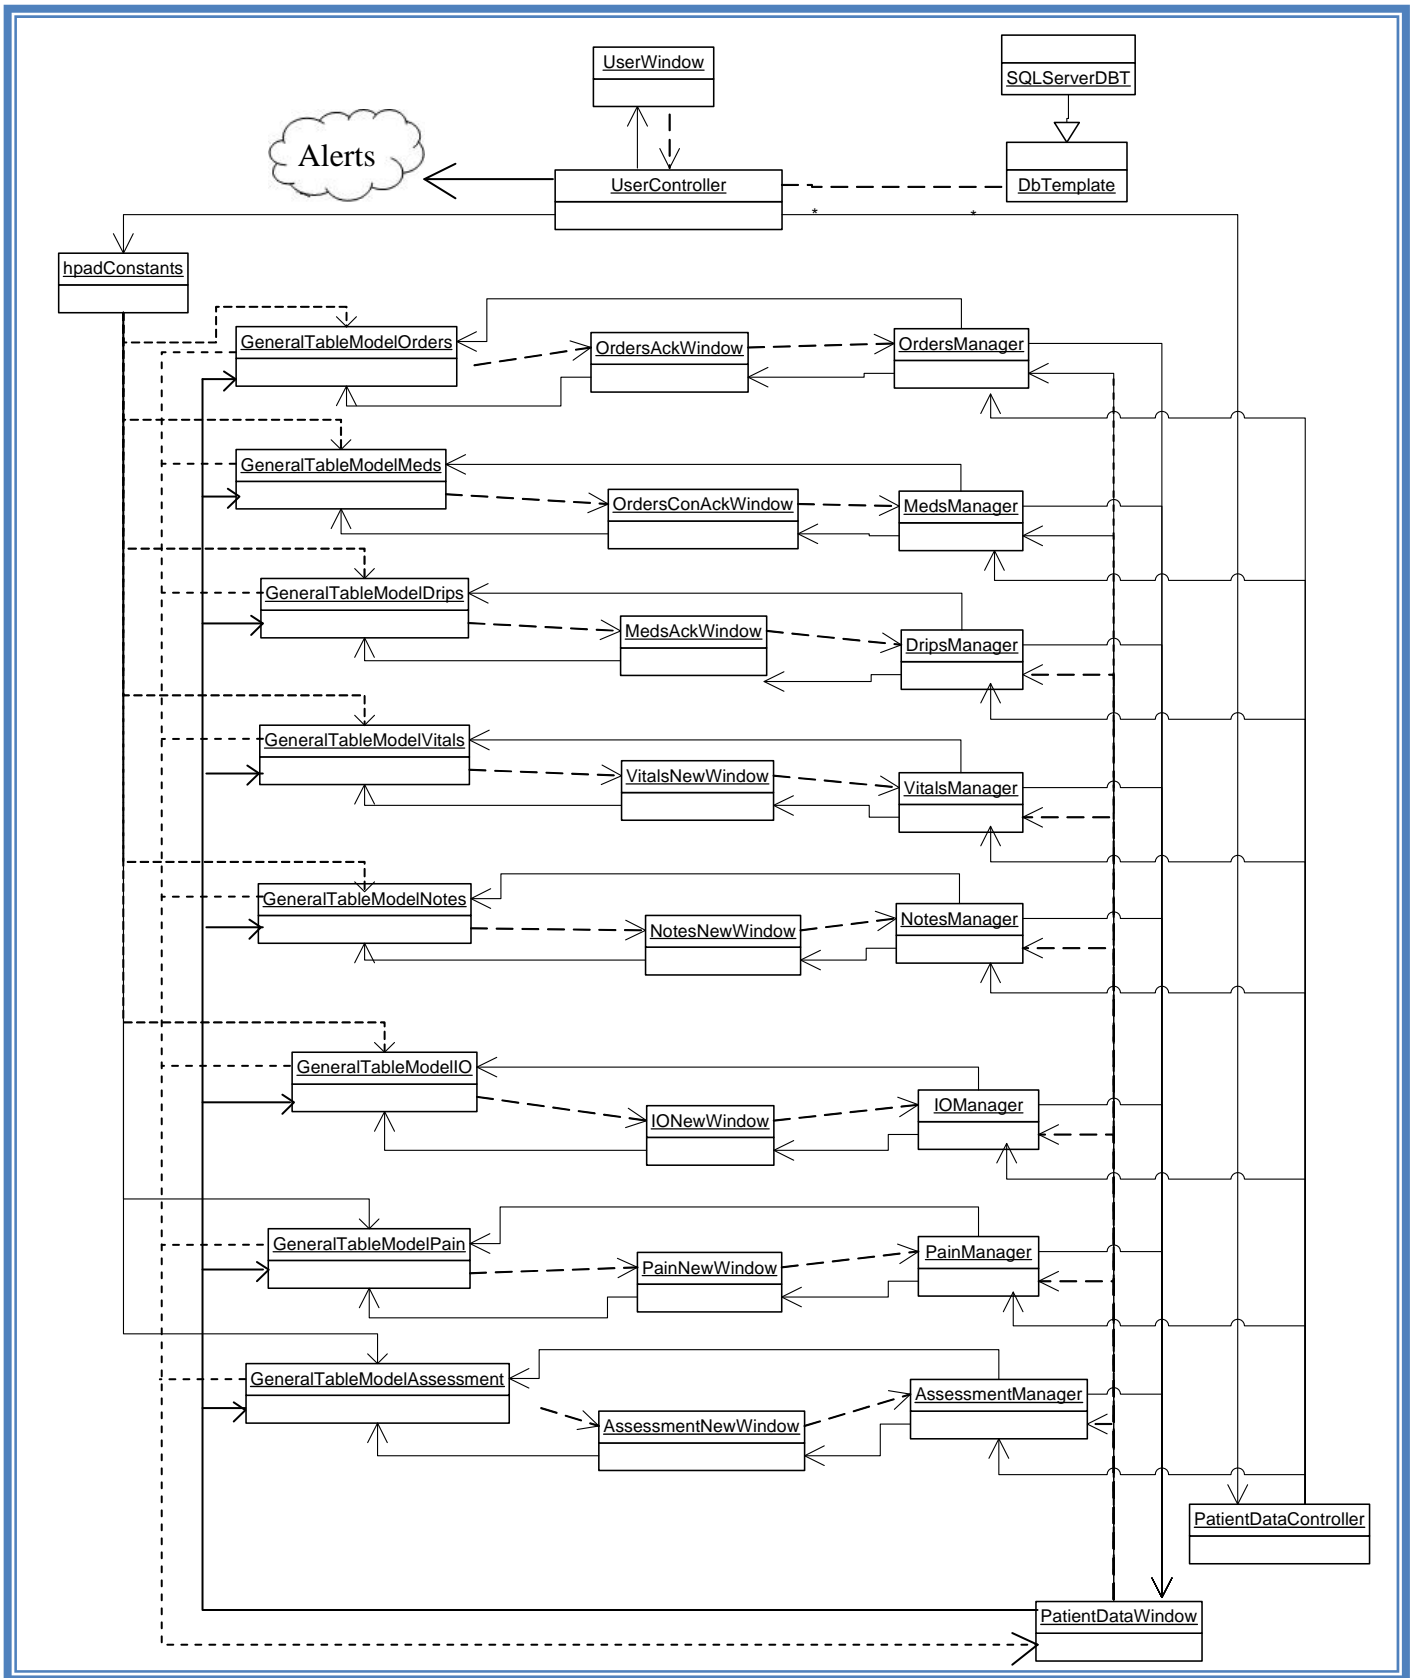 UserWindow
SQLServerDBT
Alerts
UserController
DbTemplate
*
*
hpadConstants
GeneralTableModelOrders
OrdersAckWindow
OrdersManager
GeneralTableModelMeds
OrdersConAckWindow
MedsManager
GeneralTableModelDrips
MedsAckWindow
DripsManager
GeneralTableModelVitals
VitalsNewWindow
VitalsManager
GeneralTableModelNotes
NotesNewWindow
NotesManager
GeneralTableModelIO
IONewWindow
IOManager
GeneralTableModelPain
PainNewWindow
PainManager
GeneralTableModelAssessment
AssessmentNewWindow
AssessmentManager
PatientDataController
PatientDataWindow